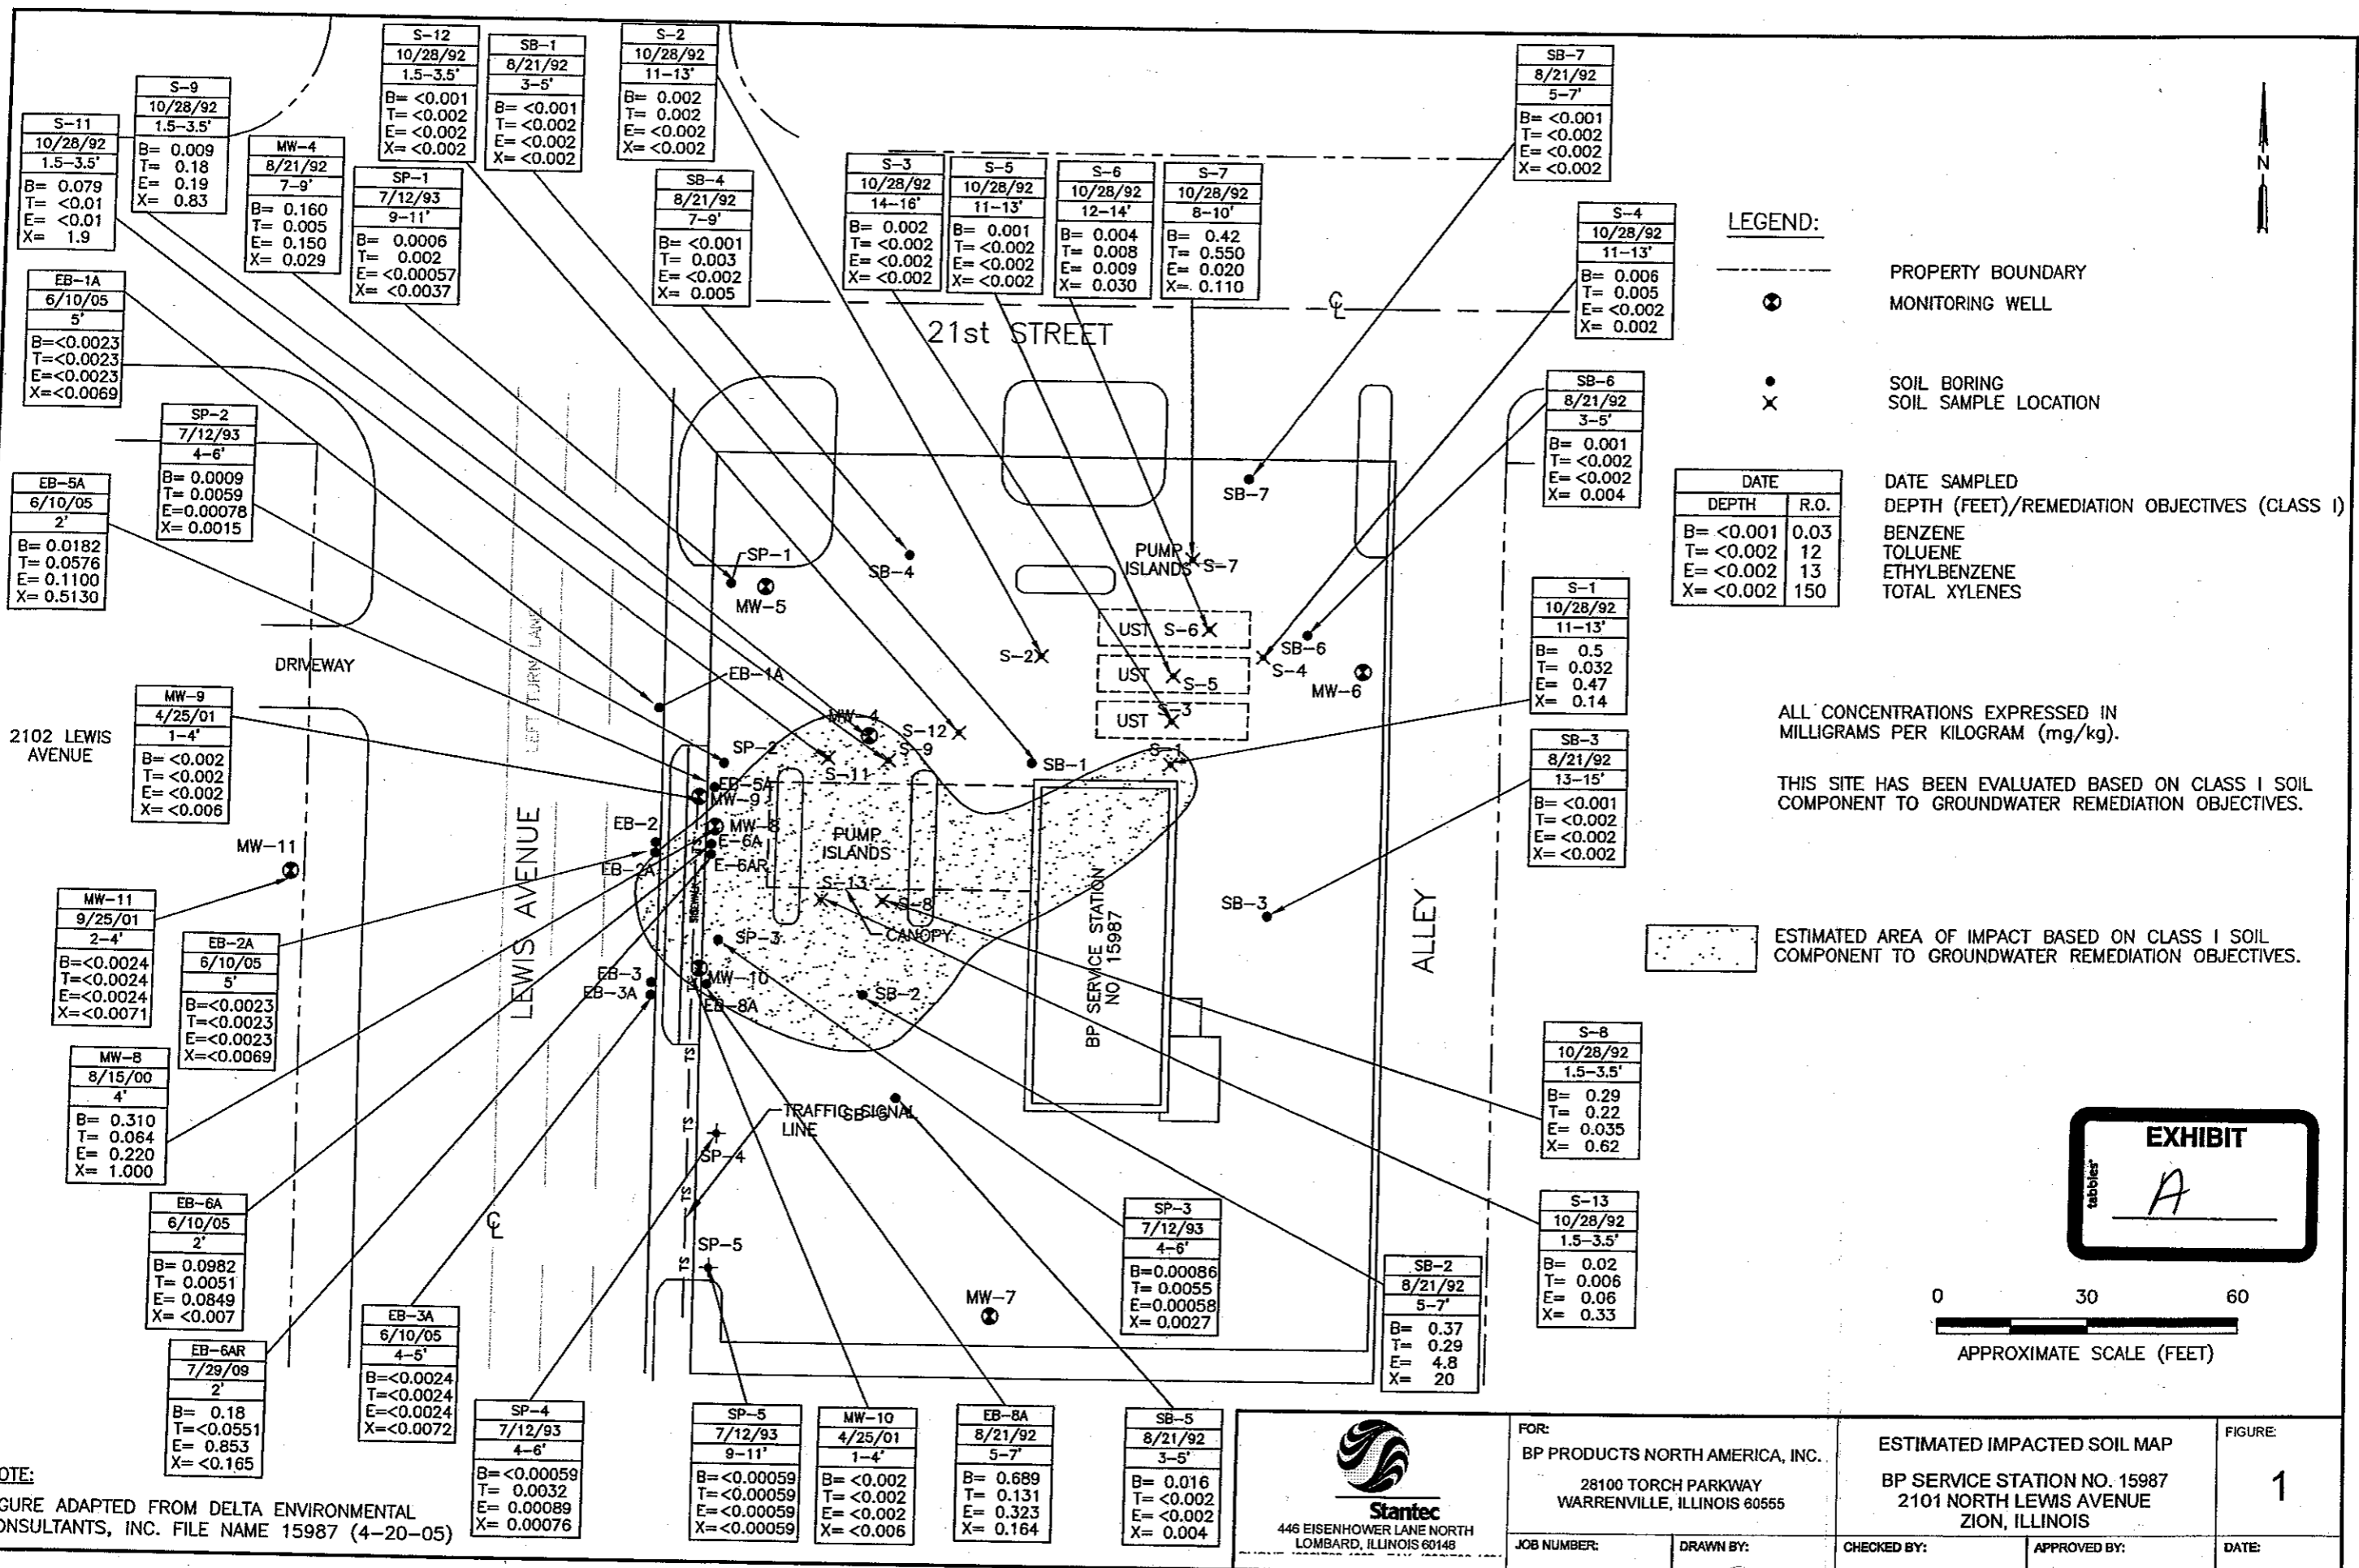 S-12
10/28/92
1.5-3.5'
B= <0.001
T= <0.002
E= <0.002
X= <0.002
SB-1
8/21/92
3-5'
B= <0.001
T= <0.002
E= <0.002
X= <0.002
S-2
10/28/92
11-13'
B= 0.002
T= 0.002
E= <0.002
X= <0.002
SB-7
8/21/92
5-7'
B= <0.001
T= <0.002
E= <0.002
X= <0.002
S-9
10/28/92
1.5-3.5'
B= 0.009
T= 0.18
E= 0.19
X= 0.83
S-11
10/28/92
1.5-3.5'
B= 0.079
T= <0.01
E= <0.01
X= 1.9
MW-4
8/21/92
7-9'
B= 0.160
T= 0.005
E= 0.150
X= 0.029
SP-1
7/12/93
9-11'
B= 0.0006
T= 0.002
E= <0.00057
X= <0.0037
SB-4
8/21/92
7-9'
B= <0.001
T= 0.003
E= <0.002
X= 0.005
S-3
10/28/92
14-16'
B= 0.002
T= <0.002
E= <0.002
X= <0.002
S-5
10/28/92
11-13'
B= 0.001
T= <0.002
E= <0.002
X= <0.002
S-6
10/28/92
12-14'
B= 0.004
T= 0.008
E= 0.009
X= 0.030
S-7
10/28/92
8-10'
B= 0.42
T= 0.550
E= 0.020
X= 0.110
S-4
10/28/92
11-13'
B= 0.006
T= 0.005
E= <0.002
X= 0.002
N
LEGEND:
PROPERTY BOUNDARY
MONITORING WELL
SOIL BORING
SOIL SAMPLE LOCATION
DATE
DEPTH R.O.
B= <0.001 0.03
T= <0.002 12
E= <0.002 13
X= <0.002 150
DATE SAMPLED
DEPTH (FEET)/REMEDIATION OBJECTIVES (CLASS I)
BENZENE
TOLUENE
ETHYLBENZENE
TOTAL XYLENES
EB-1A
6/10/05
5'
B=<0.0023
T=<0.0023
E=<0.0023
X=<0.0069
21st STREET
CL
SB-6
8/21/92
3-5'
B= 0.001
T= <0.002
E= <0.002
X= 0.004
SP-2
7/12/93
4-6'
B= 0.0009
T= 0.0059
E=0.00078
X= 0.0015
EB-5A
6/10/05
2'
B= 0.0182
T= 0.0576
E= 0.1100
X= 0.5130
SB-7
SP-1
MW-5
SB-4
PUMP
ISLANDS
S-7
UST S-6
S-2
UST S-5
UST S-3
S-4
SB-6
MW-6
S-1
10/28/92
11-13'
B= 0.5
T= 0.032
E= 0.47
X= 0.14
DRIVEWAY
LEFT TURN LANE
EB-1A
MW-9
4/25/01
1-4'
B= <0.002
T= <0.002
E= <0.002
X= <0.006
2102 LEWIS
AVENUE
MW-4
S-12
S-9
SP-2
S-11
SB-1
S-1
ALL CONCENTRATIONS EXPRESSED IN
MILLIGRAMS PER KILOGRAM (mg/kg).
THIS SITE HAS BEEN EVALUATED BASED ON CLASS I SOIL
COMPONENT TO GROUNDWATER REMEDIATION OBJECTIVES.
SB-3
8/21/92
13-15'
B= <0.001
T= <0.002
E= <0.002
X= <0.002
EB-5A
MW-9
EB-2
MW-8
E-6A
E-6AR
EB-2A
PUMP
ISLANDS
S-13
S-8
CANOPY
SIDEWALK
SP-3
EB-3
EB-3A
MW-10
EB-8A
SB-2
SB-3
LEWIS AVENUE
BP SERVICE STATION
NO. 15987
ALLEY
MW-11
MW-11
9/25/01
2-4'
B=<0.0024
T=<0.0024
E=<0.0024
X=<0.0071
EB-2A
6/10/05
5'
B=<0.0023
T=<0.0023
E=<0.0023
X=<0.0069
ESTIMATED AREA OF IMPACT BASED ON CLASS I SOIL
COMPONENT TO GROUNDWATER REMEDIATION OBJECTIVES.
MW-8
8/15/00
4'
B= 0.310
T= 0.064
E= 0.220
X= 1.000
TS
TS
TS
TS
TS
TS
TRAFFIC SIGNAL
LINE
SB-5
SP-4
SP-5
MW-7
CL
S-8
10/28/92
1.5-3.5'
B= 0.29
T= 0.22
E= 0.035
X= 0.62
EXHIBIT
tabbies'
A
S-13
10/28/92
1.5-3.5'
B= 0.02
T= 0.006
E= 0.06
X= 0.33
EB-6A
6/10/05
2'
B= 0.0982
T= 0.0051
E= 0.0849
X= <0.007
SP-3
7/12/93
4-6'
B=0.00086
T= 0.0055
E=0.00058
X= 0.0027
SB-2
8/21/92
5-7'
B= 0.37
T= 0.29
E= 4.8
X= 20
0 30 60
APPROXIMATE SCALE (FEET)
EB-6AR
7/29/09
2'
B= 0.18
T=<0.0551
E= 0.853
X= <0.165
EB-3A
6/10/05
4-5'
B=<0.0024
T=<0.0024
E=<0.0024
X=<0.0072
SP-4
7/12/93
4-6'
B=<0.00059
T= 0.0032
E= 0.00089
X= 0.00076
SP-5
7/12/93
9-11'
B=<0.00059
T=<0.00059
E=<0.00059
X=<0.00059
MW-10
4/25/01
1-4'
B= <0.002
T= <0.002
E= <0.002
X= <0.006
EB-8A
8/21/92
5-7'
B= 0.689
T= 0.131
E= 0.323
X= 0.164
SB-5
8/21/92
3-5'
B= 0.016
T= <0.002
E= <0.002
X= 0.004
OTE:
GURE ADAPTED FROM DELTA ENVIRONMENTAL
ONSULTANTS, INC. FILE NAME 15987 (4-20-05)
Stantec
446 EISENHOWER LANE NORTH
LOMBARD, ILLINOIS 60148
FOR:
BP PRODUCTS NORTH AMERICA, INC.
28100 TORCH PARKWAY
WARRENVILLE, ILLINOIS 60555
ESTIMATED IMPACTED SOIL MAP
BP SERVICE STATION NO. 15987
2101 NORTH LEWIS AVENUE
ZION, ILLINOIS
FIGURE:
1
JOB NUMBER:
DRAWN BY:
CHECKED BY:
APPROVED BY:
DATE: